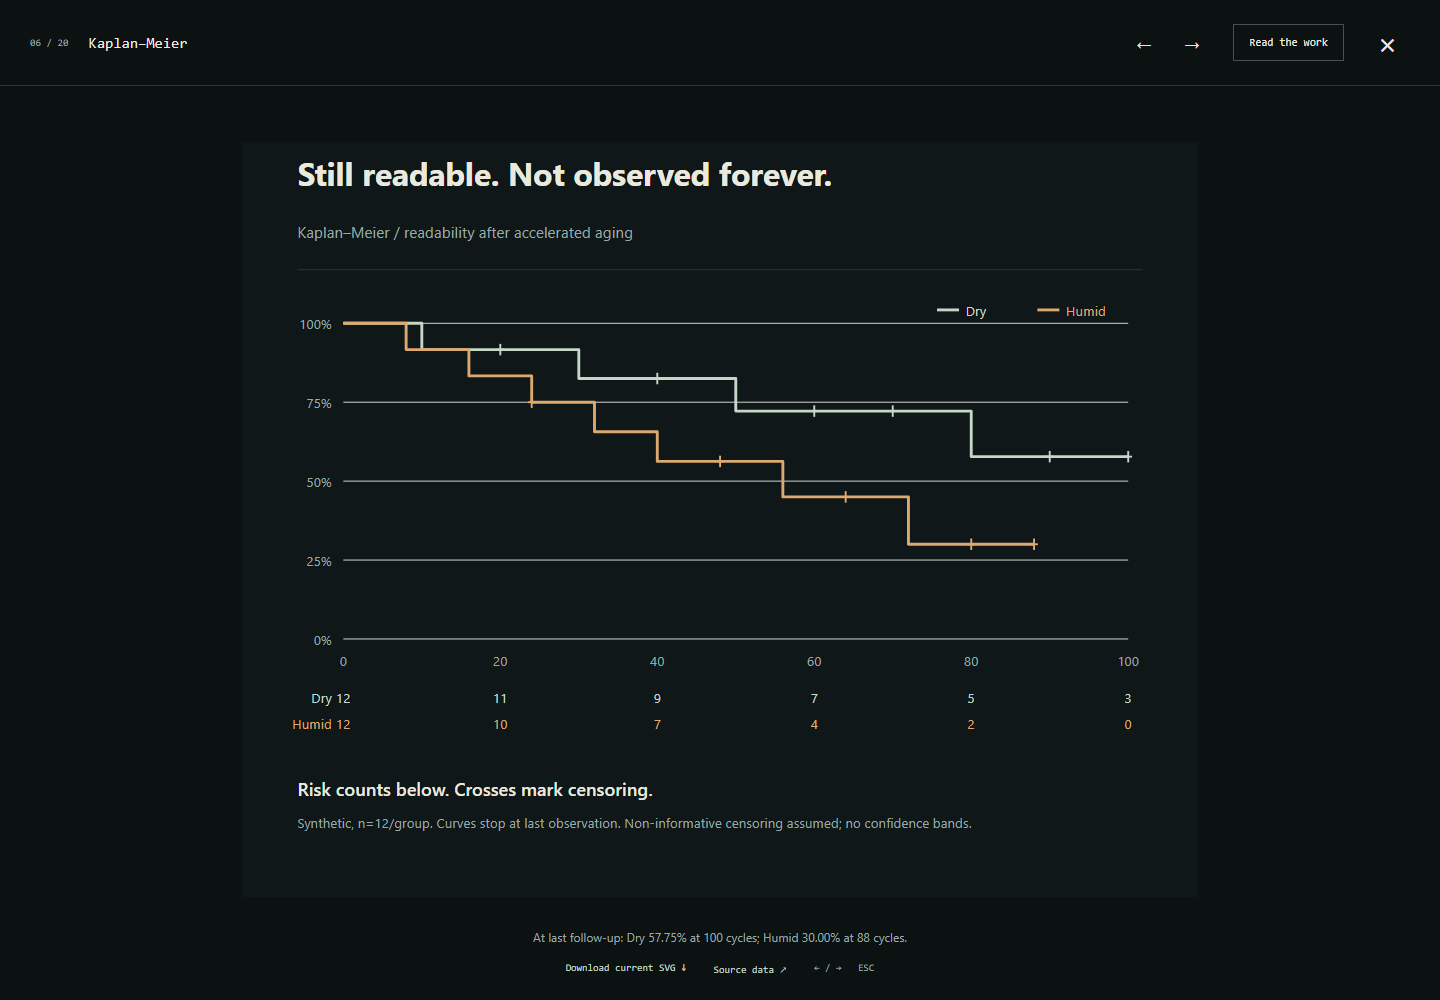 06 / 20 Kaplan–Meier ← → Read the work ✕
Still readable. Not observed forever.
Kaplan–Meier / readability after accelerated aging
Dry Humid
100%
75%
50%
25%
0%
0 20 40 60 80 100
Dry 12 11 9 7 5 3
Humid 12 10 7 4 2 0
Risk counts below. Crosses mark censoring.
Synthetic, n=12/group. Curves stop at last observation. Non-informative censoring assumed; no confidence bands.
At last follow-up: Dry 57.75% at 100 cycles; Humid 30.00% at 88 cycles.
Download current SVG ↓ Source data ↗ ← / → ESC